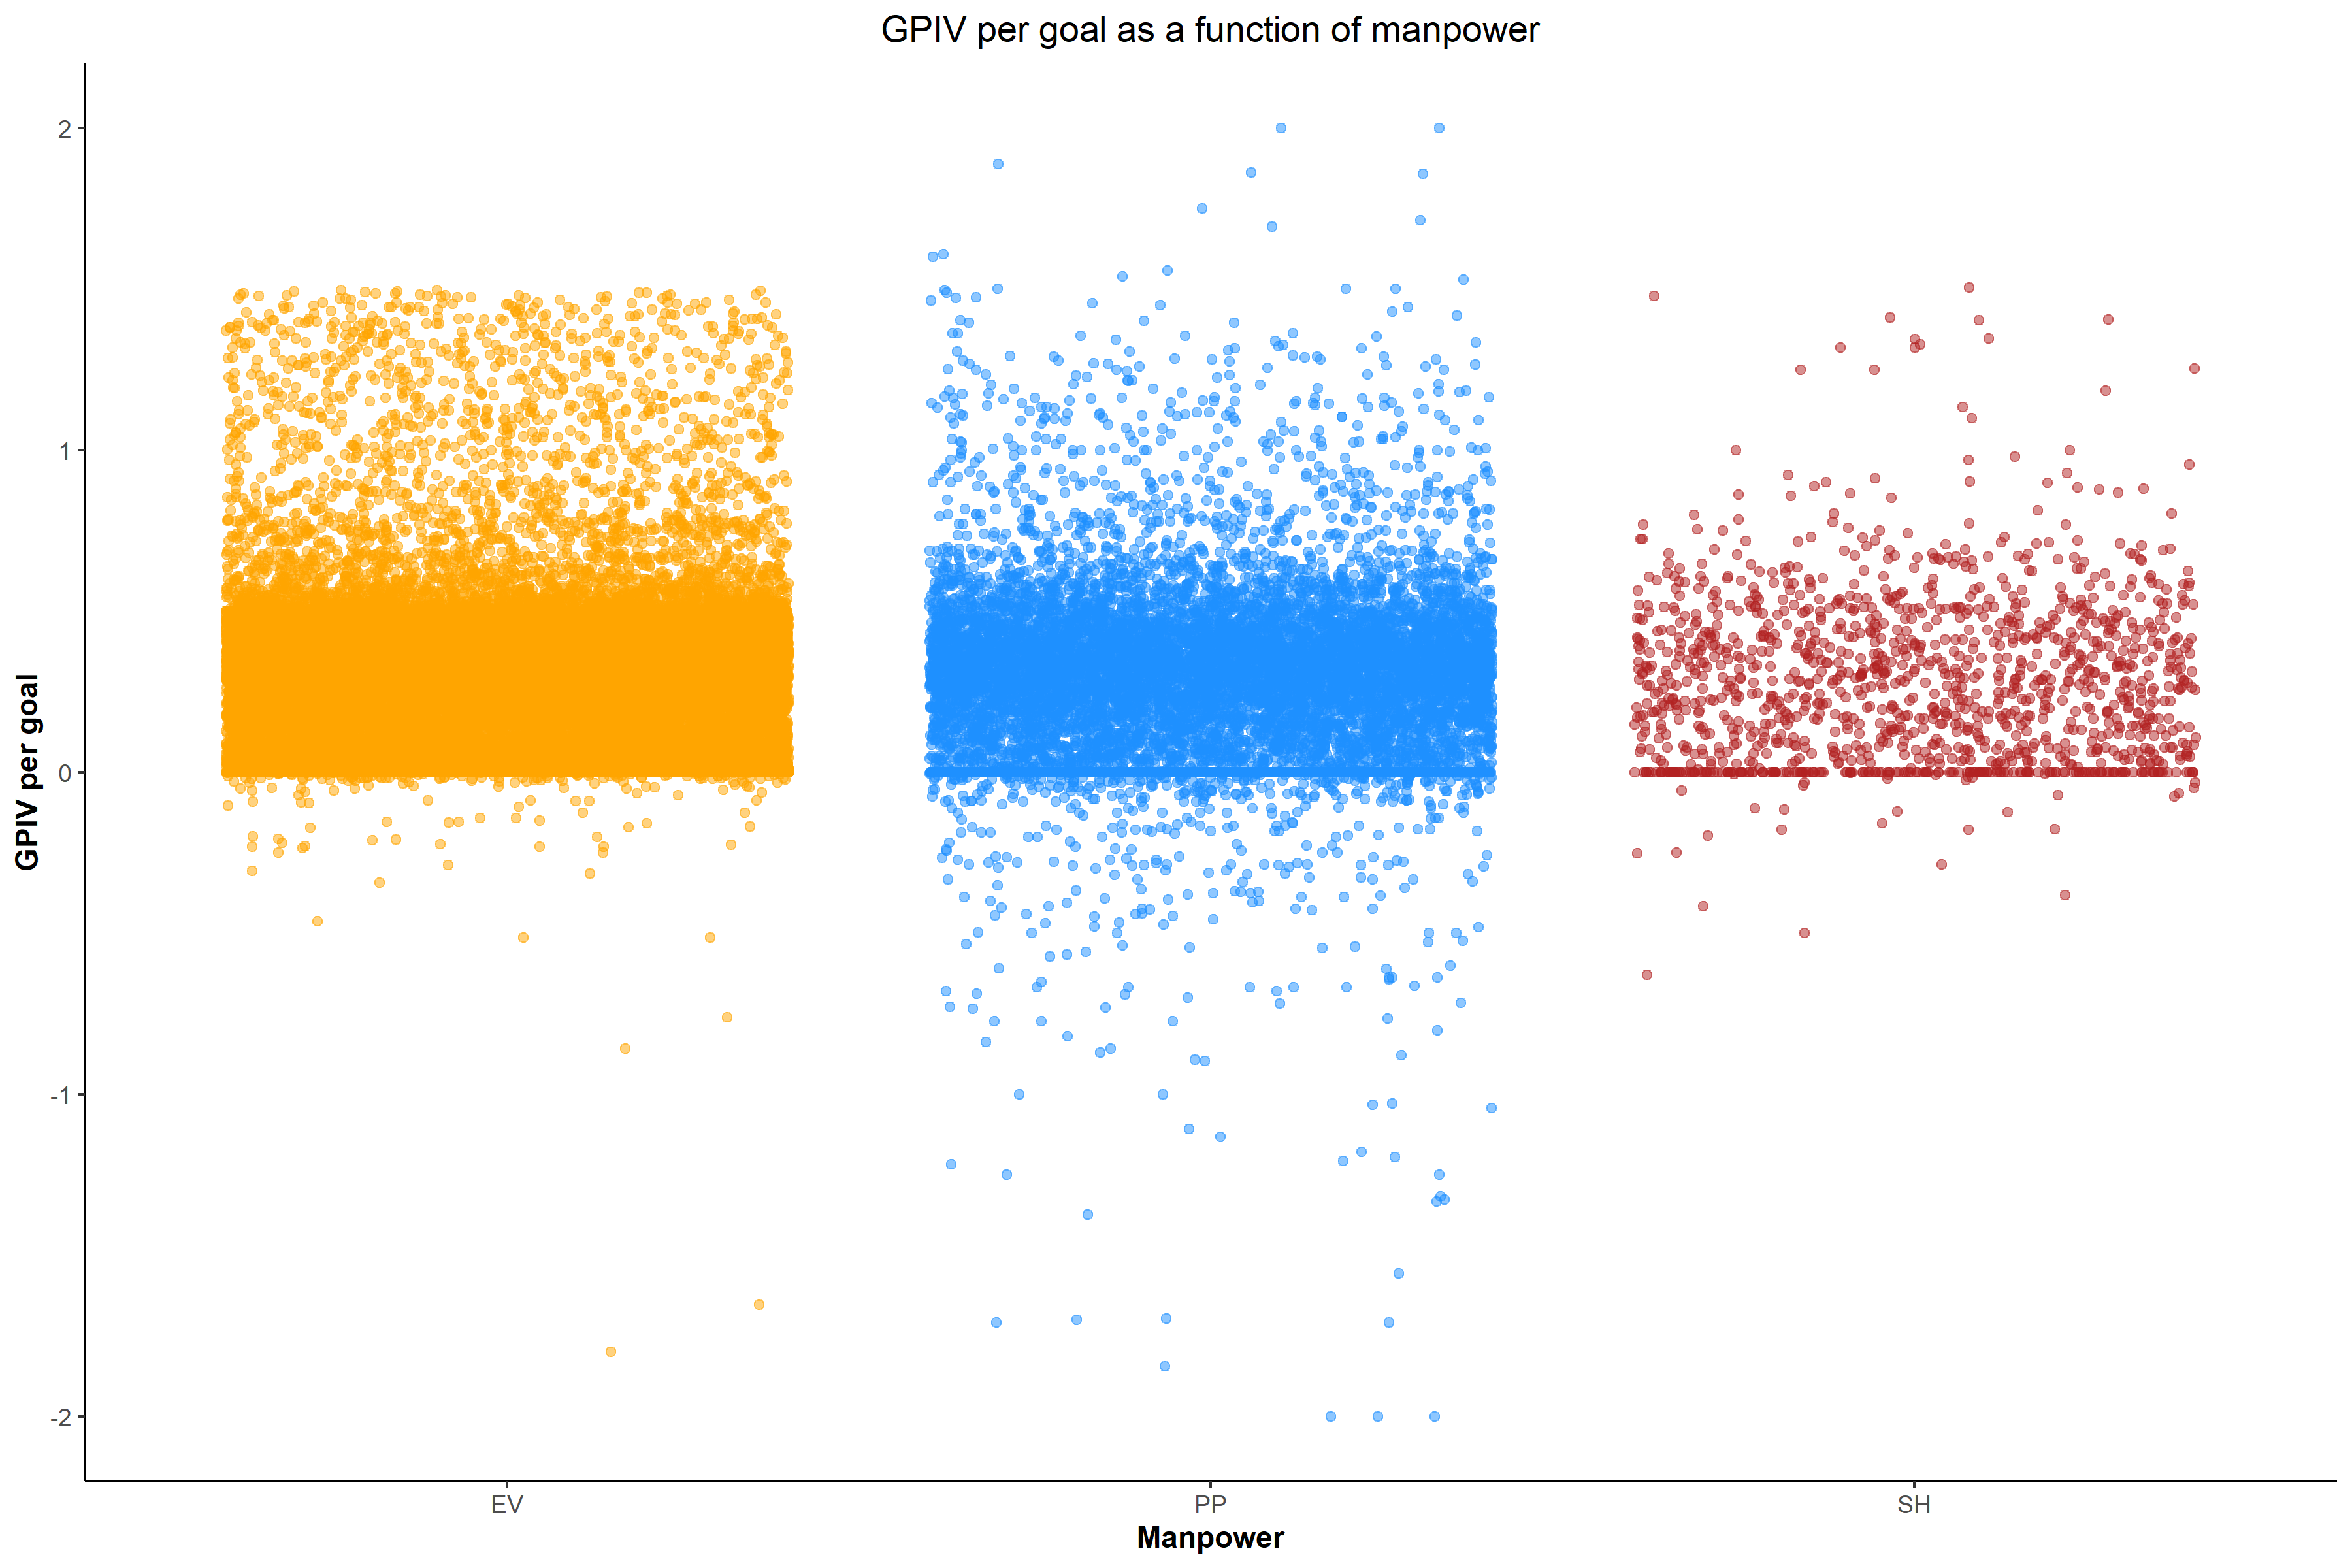 GPIV per goal as a function of manpower
GPIV per goal
2
1
0
-1
-2
EV
PP
SH
Manpower